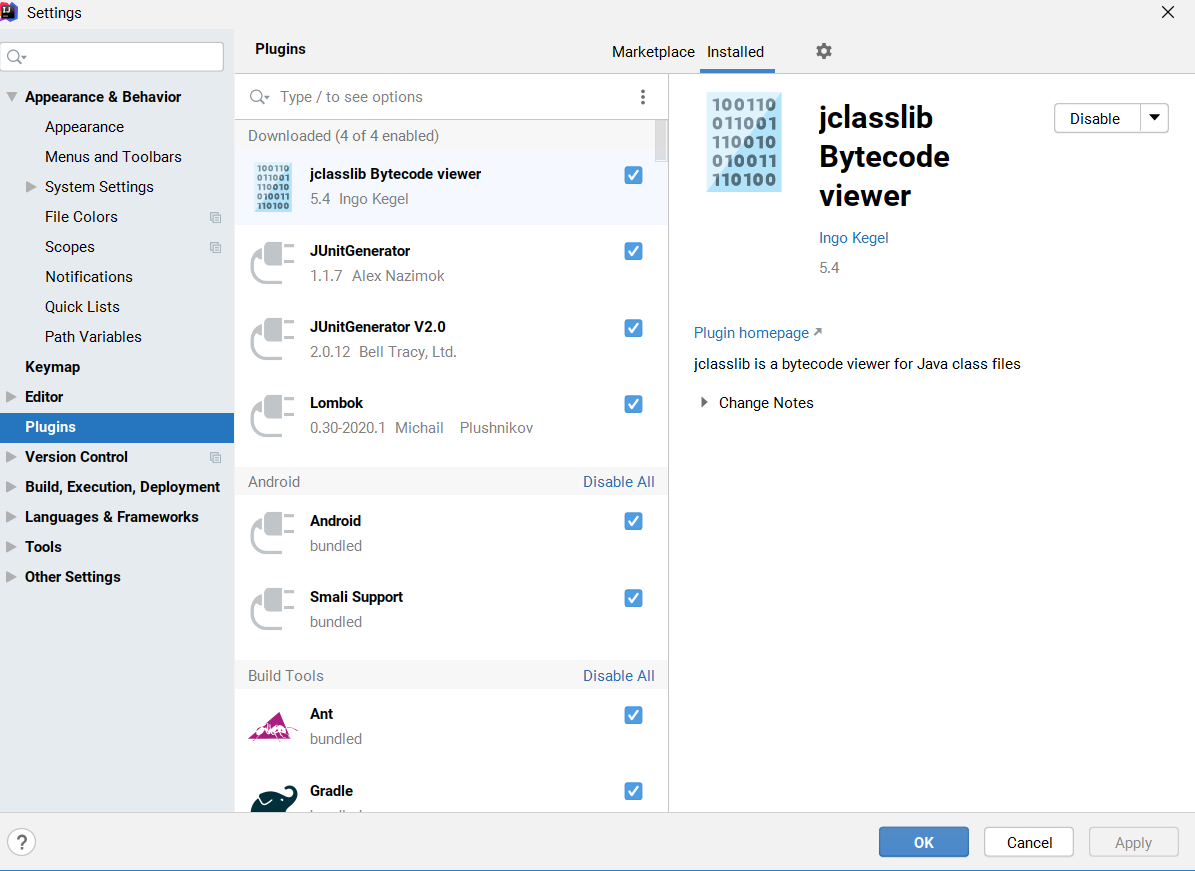 Settings
Plugins
Marketplace
Installed
Appearance & Behavior
Appearance
Menus and Toolbars
System Settings
File Colors
Scopes
Notifications
Quick Lists
Path Variables
Keymap
Editor
Plugins
Version Control
Build, Execution, Deployment
Languages & Frameworks
Tools
Other Settings
Type / to see options
Downloaded (4 of 4 enabled)
100110
011001
110010
010011
110100
jclasslib Bytecode viewer
5.4 Ingo Kegel
JUnitGenerator
1.1.7 Alex Nazimok
JUnitGenerator V2.0
2.0.12 Bell Tracy, Ltd.
Lombok
0.30-2020.1 Michail Plushnikov
Android
Disable All
Android
bundled
Smali Support
bundled
Build Tools
Disable All
Ant
bundled
Gradle
100110
011001
110010
010011
110100
jclasslib
Bytecode
viewer
Disable
Ingo Kegel
5.4
Plugin homepage
jclasslib is a bytecode viewer for Java class files
Change Notes
?
OK
Cancel
Apply